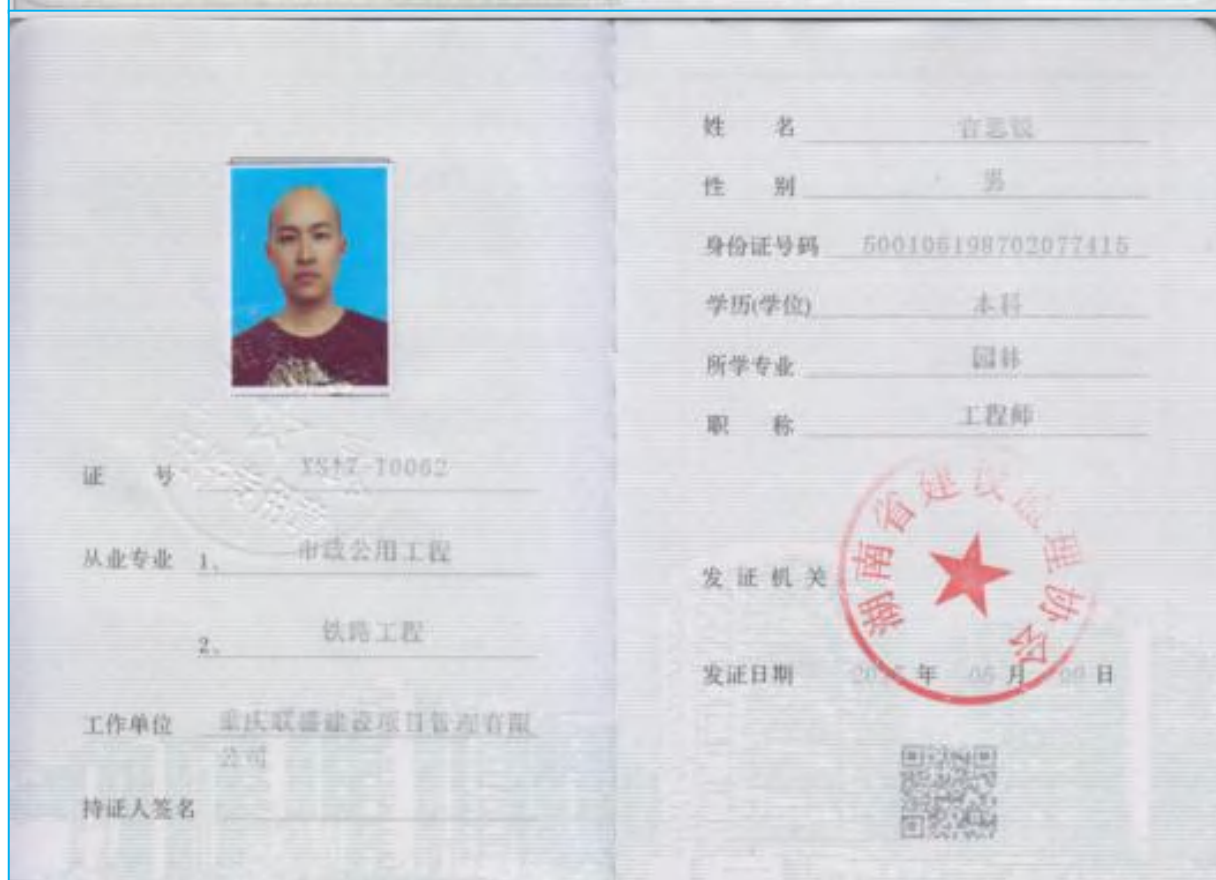 证 号
从业专业 1、 市政公用工程
2、 铁路工程
工作单位 重庆联盛建设项目管理有限
公司
持证人签名
姓 名
性 别 男
身份证号码 500106198702077415
学历(学位) 本科
所学专业 园林
职 称 工程师
湖南省建设监理协会
发 证 机 关
发证日期 年 月 日